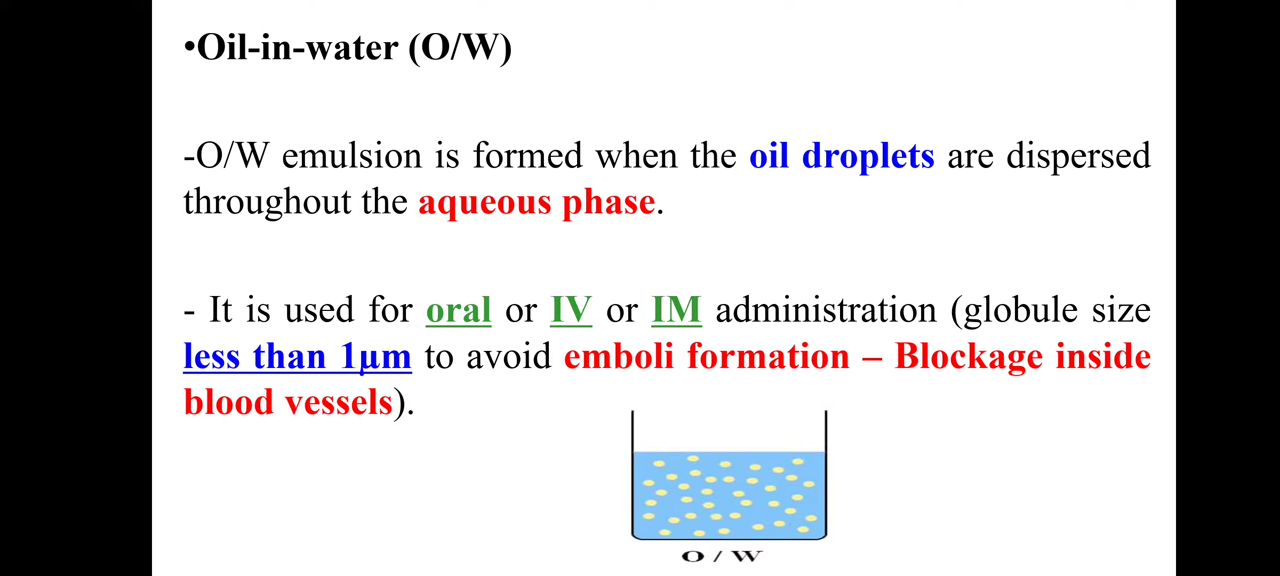 •Oil-in-water (O/W)
-O/W emulsion is formed when the oil droplets are dispersed
throughout the aqueous phase.
- It is used for oral or IV or IM administration (globule size
less than 1μm to avoid emboli formation – Blockage inside
blood vessels).
O / W